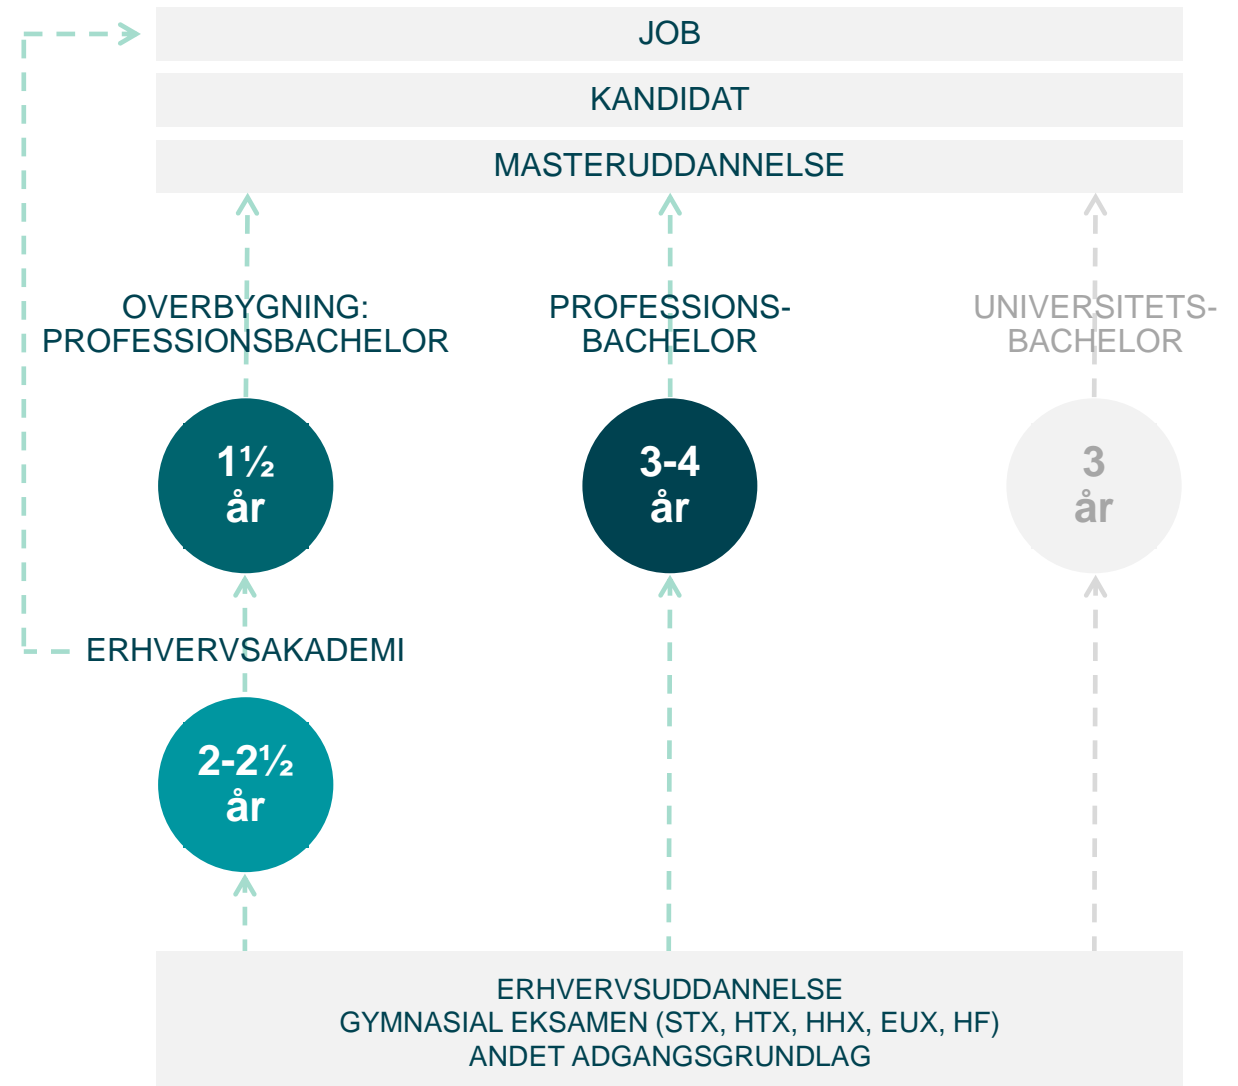 JOB
KANDIDAT
MASTERUDDANNELSE
OVERBYGNING:
PROFESSIONSBACHELOR
PROFESSIONS-
BACHELOR
UNIVERSITETS-
BACHELOR
1½
år
3-4
år
3
år
ERHVERVSAKADEMI
2-2½
år
ERHVERVSUDDANNELSE
GYMNASIAL EKSAMEN (STX, HTX, HHX, EUX, HF)
ANDET ADGANGSGRUNDLAG